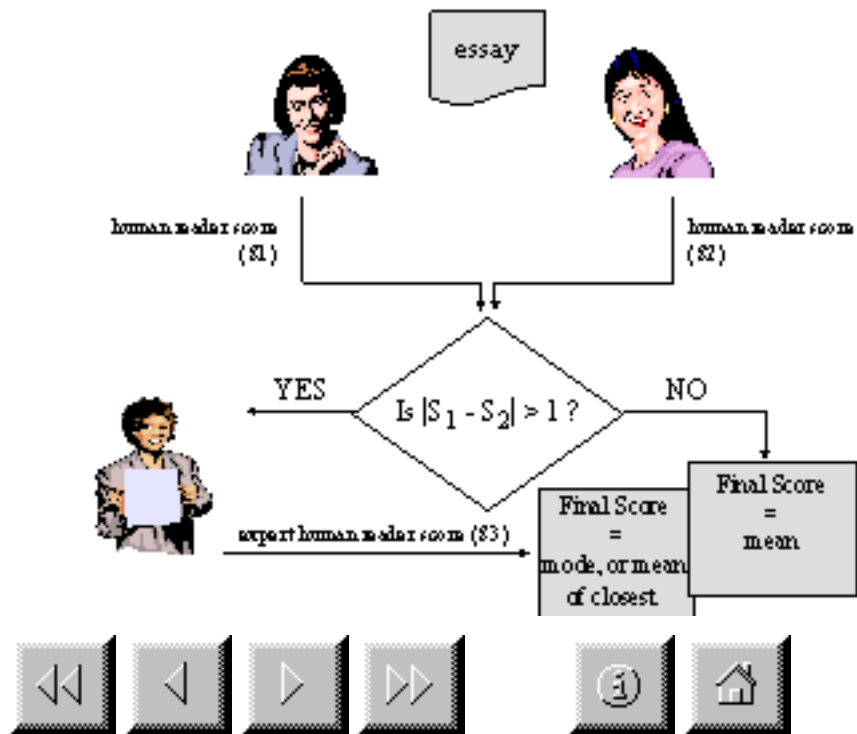 essay
human reader score
(S1)
human reader score
(S2)
YES
NO
Is |S1 - S2| > 1 ?
Final Score
=
mean
expert human reader score (S3)
Final Score
=
mode, or mean
of closest
i